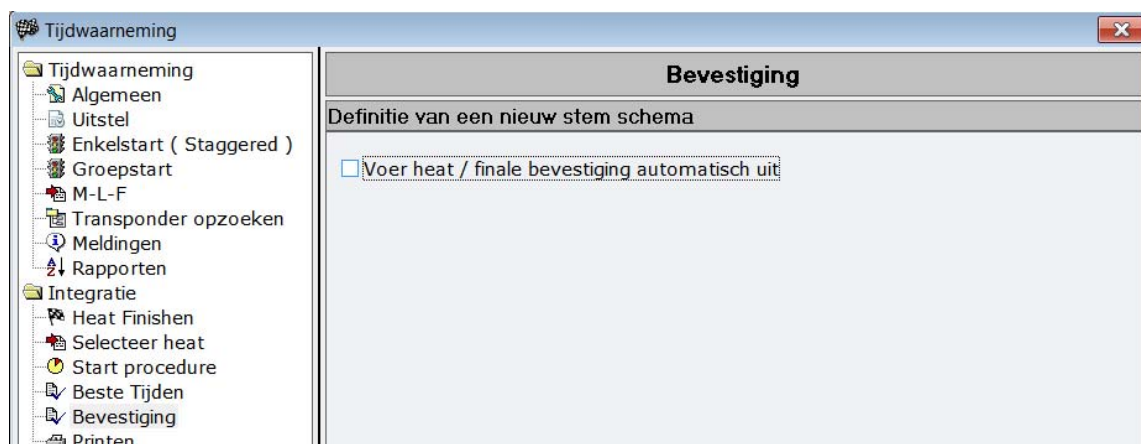 Tijdwaarneming
Tijdwaarneming
Algemeen
Uitstel
Enkelstart ( Staggered )
Groepstart
M-L-F
Transponder opzoeken
Meldingen
Rapporten
Integratie
Heat Finishen
Selecteer heat
Start procedure
Beste Tijden
Bevestiging
Printen
Bevestiging
Definitie van een nieuw stem schema
Voer heat / finale bevestiging automatisch uit